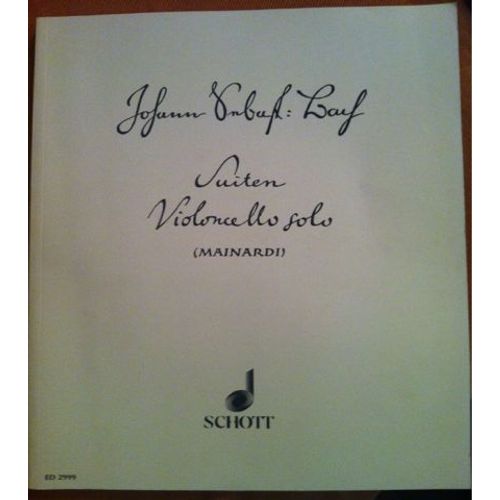 Johann Sebast: Bach
Suiten
Violoncello solo
(MAINARDI)
SCHOTT
ED 2999